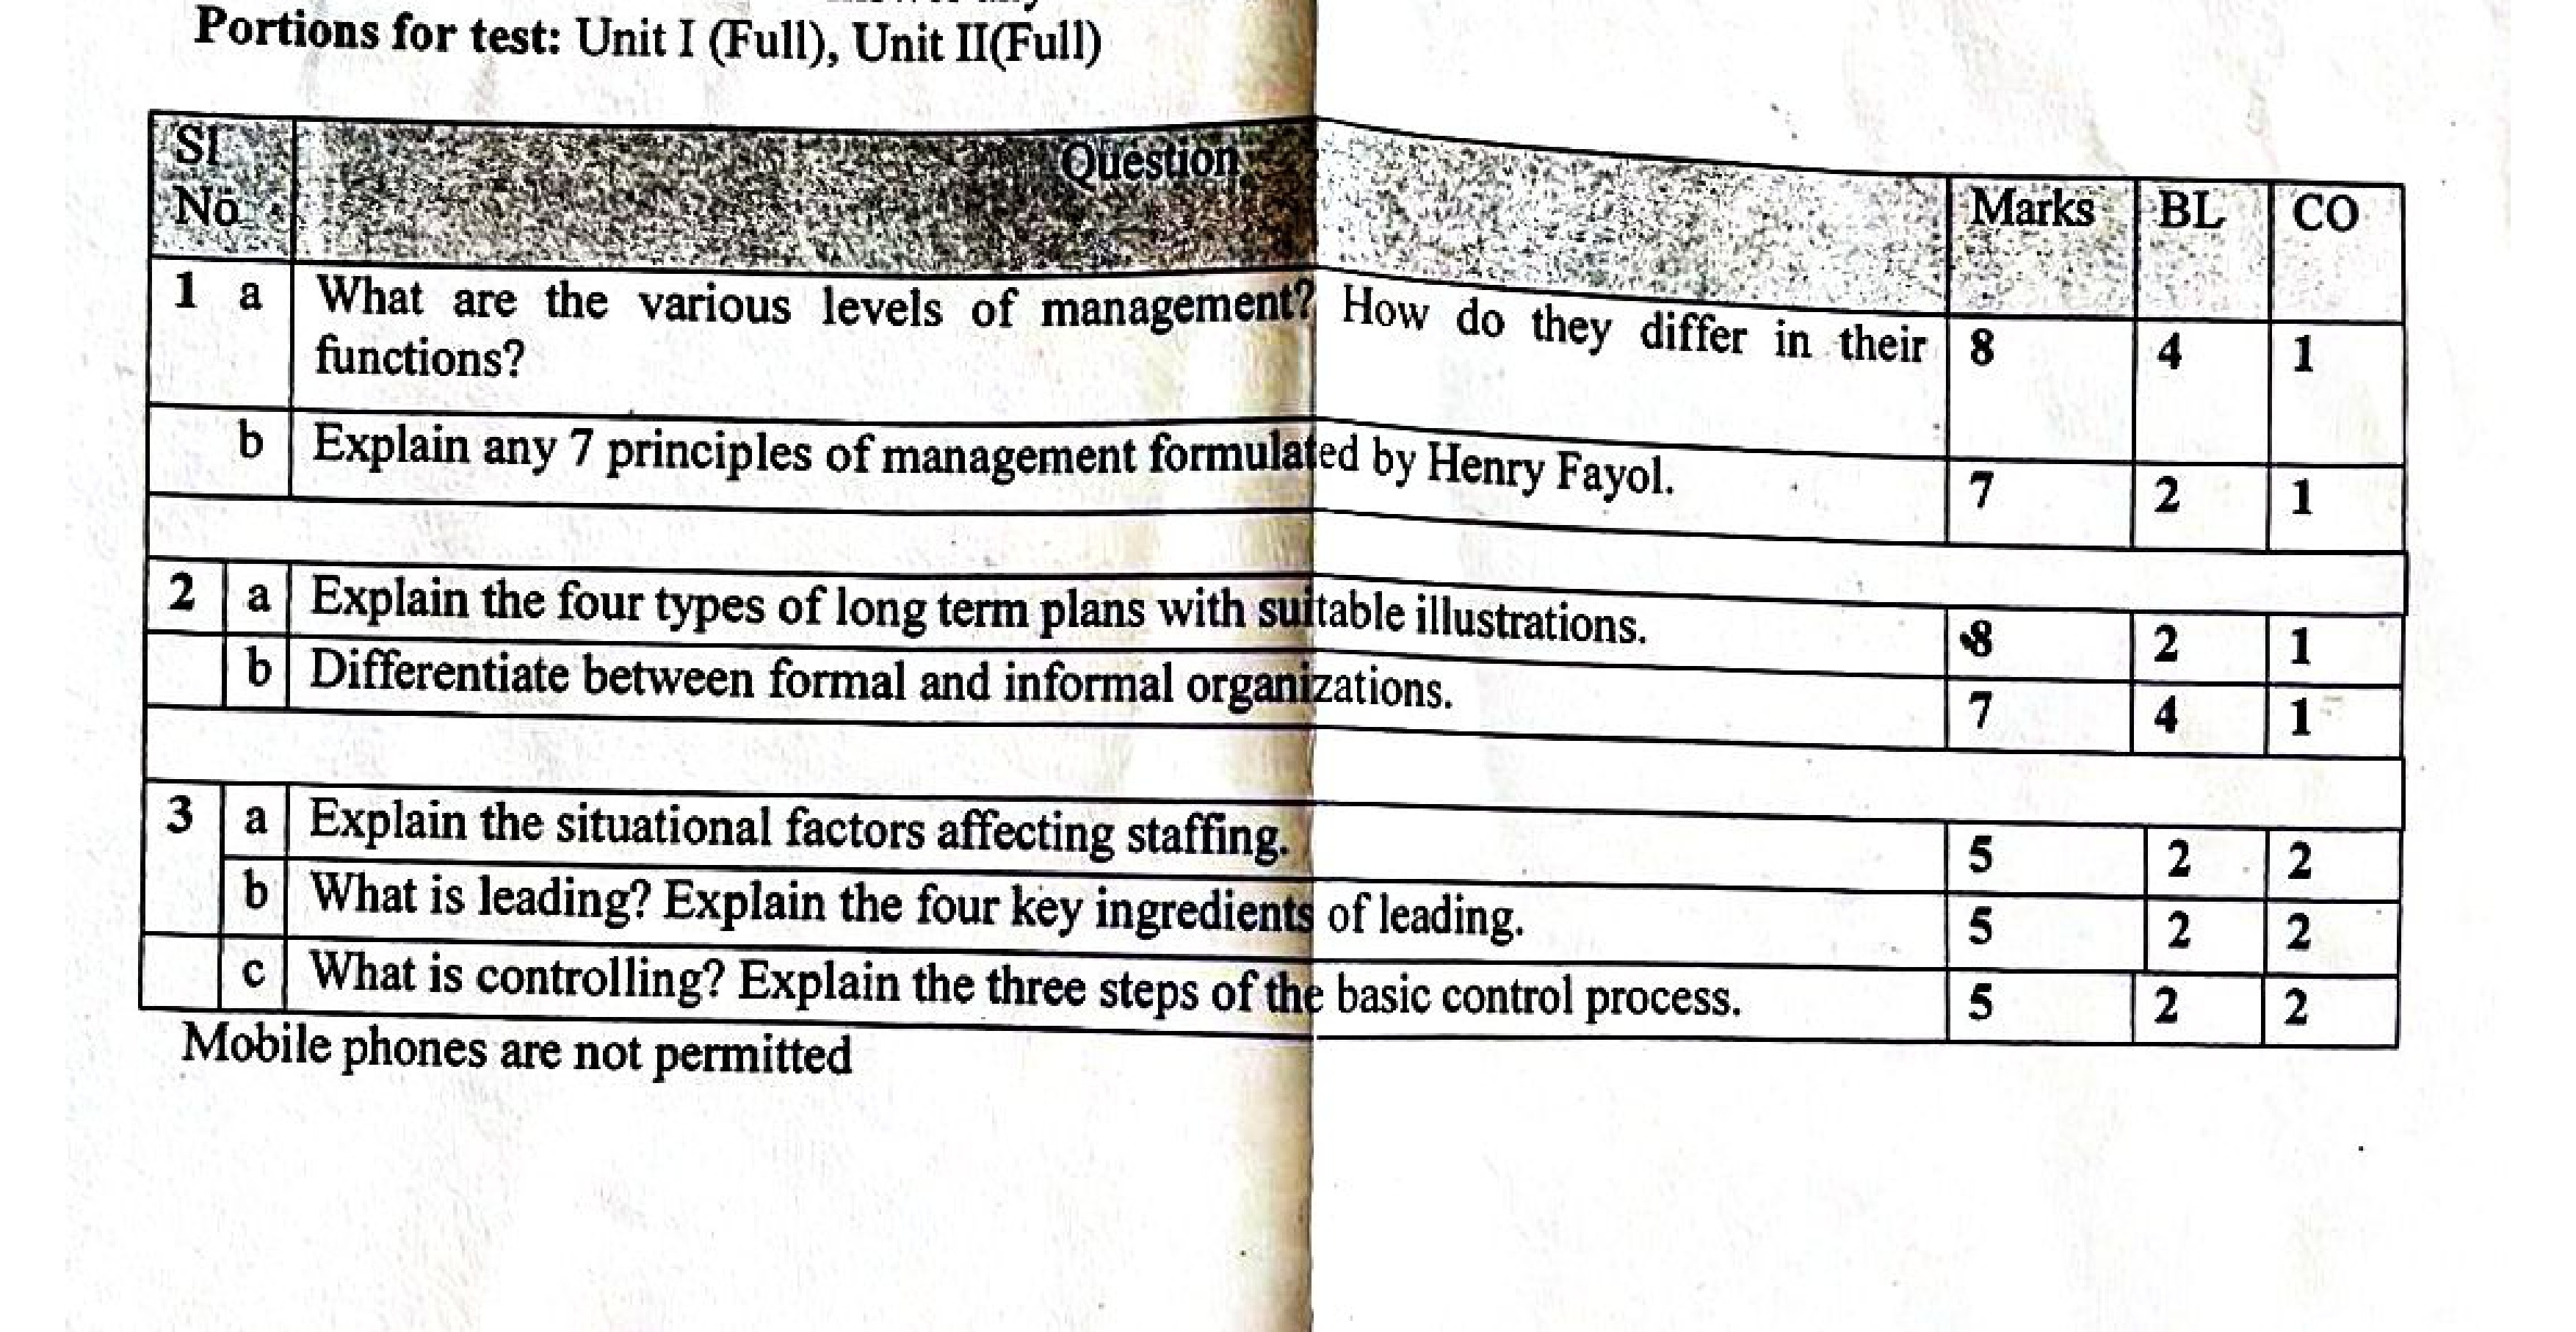 Portions for test: Unit I (Full), Unit II(Full)
Sl No Question Marks BL CO
1 a What are the various levels of management? How do they differ in their 8 4 1
functions?
b Explain any 7 principles of management formulated by Henry Fayol. 7 2 1
2 a Explain the four types of long term plans with suitable illustrations. 8 2 1
b Differentiate between formal and informal organizations. 7 4 1
3 a Explain the situational factors affecting staffing. 5 2 2
b What is leading? Explain the four key ingredients of leading. 5 2 2
c What is controlling? Explain the three steps of the basic control process. 5 2 2
Mobile phones are not permitted